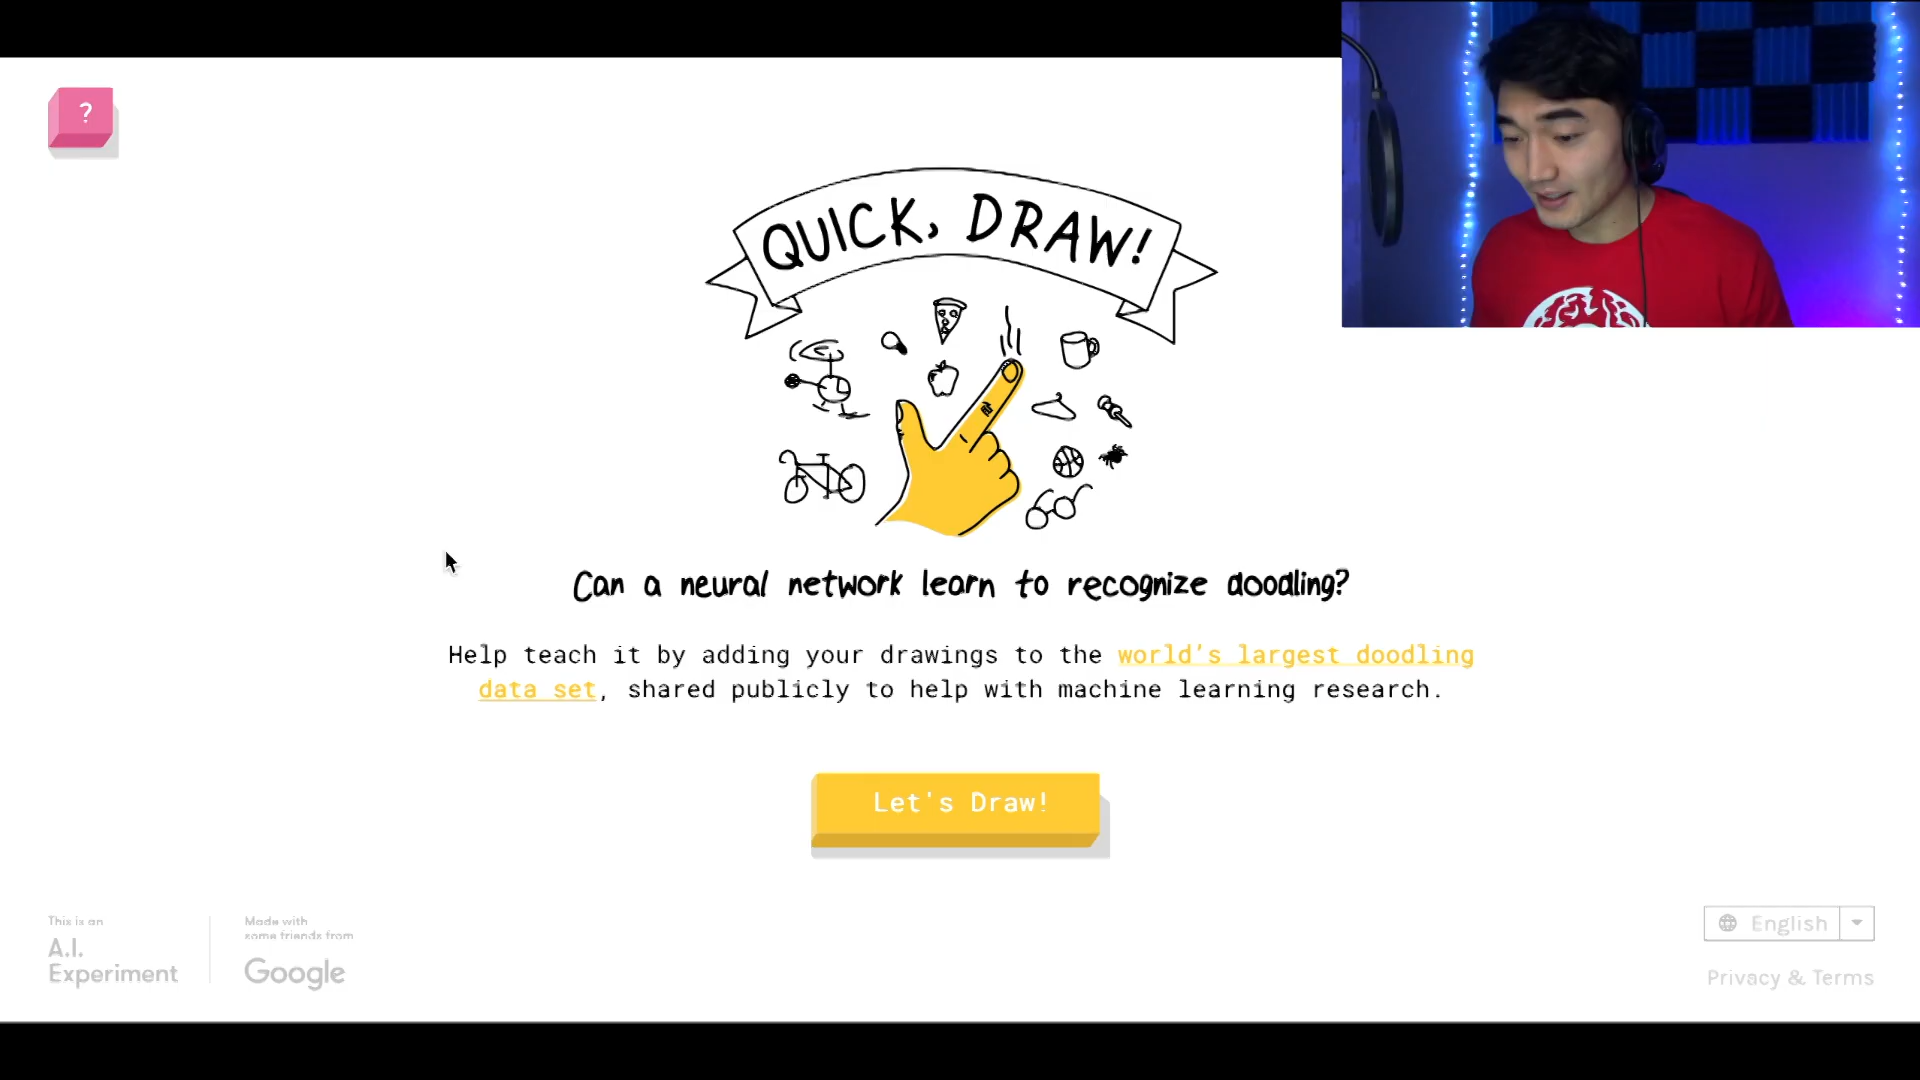 ?
QUICK, DRAW!
Can a neural network learn to recognize doodling?
Help teach it by adding your drawings to the world's largest doodling
data set, shared publicly to help with machine learning research.
Let's Draw!
This is an
A.I.
Experiment
Made with
some friends from
Google
English
Privacy & Terms